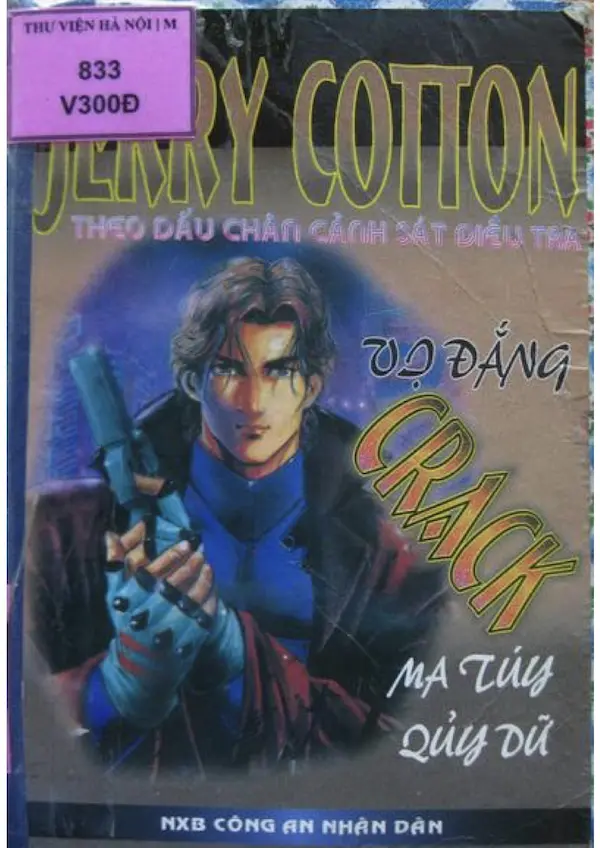 THƯ VIỆN HÀ NỘI | M
833
V300Đ
JERRY COTTON
THEO DẤU CHÂN CẢNH SÁT ĐIỀU TRA
VỊ ĐẮNG
CRACK
MA TÚY
QỦY DỮ
NXB CÔNG AN NHÂN DÂN